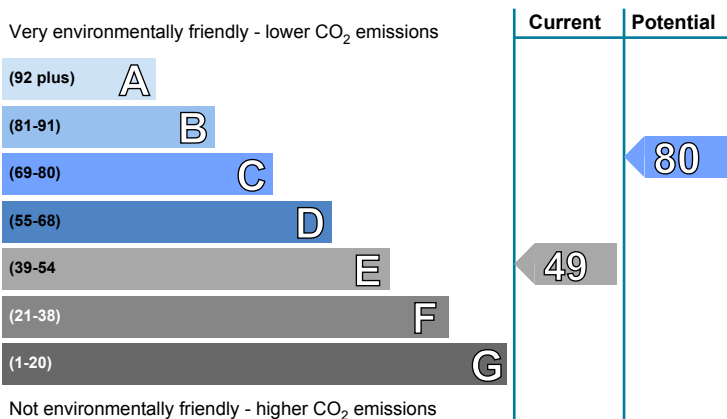 Current Potential
Very environmentally friendly - lower CO2 emissions
(92 plus) A
(81-91) B
(69-80) C
80
(55-68) D
(39-54 E
49
(21-38) F
(1-20) G
Not environmentally friendly - higher CO2 emissions